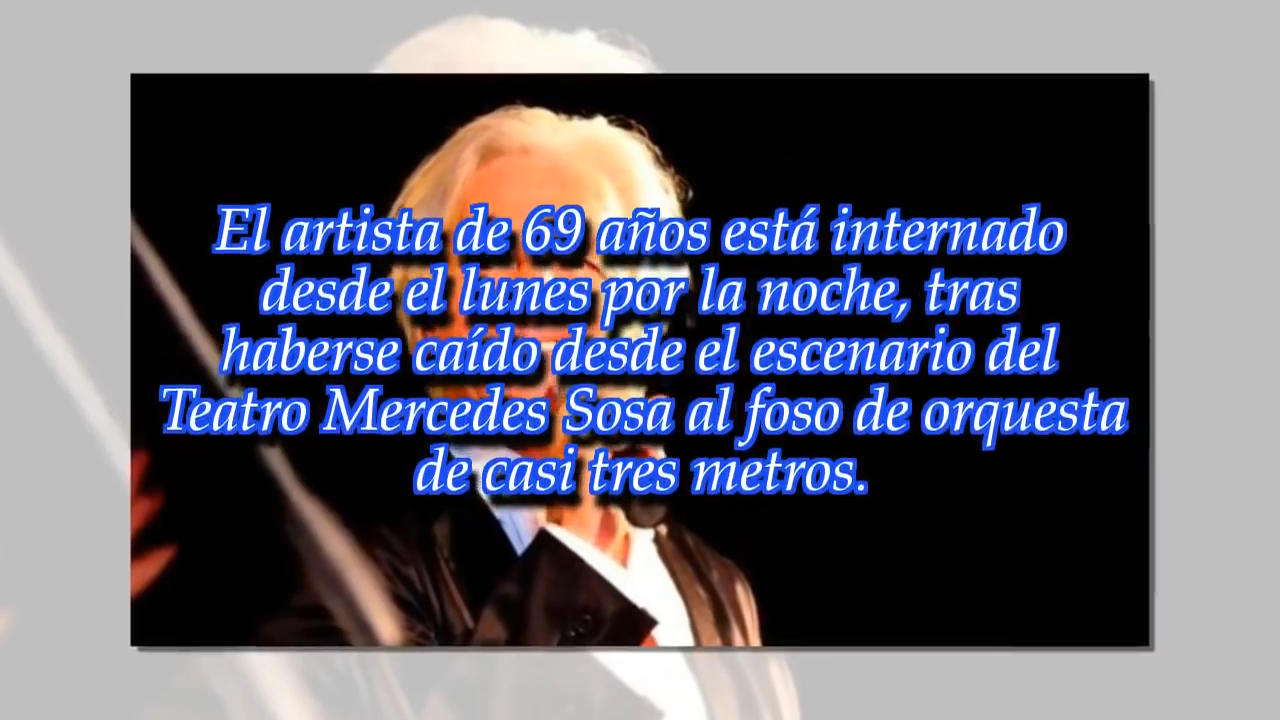 El artista de 69 años está internado
desde el lunes por la noche, tras
haberse caído desde el escenario del
Teatro Mercedes Sosa al foso de orquesta
de casi tres metros.